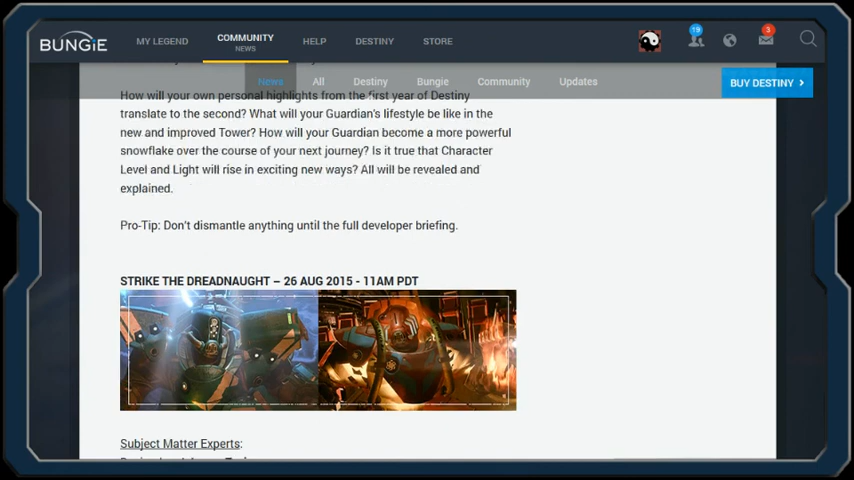 BUNGiE
MY LEGEND
COMMUNITY
NEWS
HELP
DESTINY
STORE
19
3
News
All
Destiny
Bungie
Community
Updates
BUY DESTINY
How will your own personal highlights from the first year of Destiny
translate to the second? What will your Guardian's lifestyle be like in the
new and improved Tower? How will your Guardian become a more powerful
snowflake over the course of your next journey? Is it true that Character
Level and Light will rise in exciting new ways? All will be revealed and
explained.
Pro-Tip: Don't dismantle anything until the full developer briefing.
STRIKE THE DREADNAUGHT – 26 AUG 2015 - 11AM PDT
Subject Matter Experts: